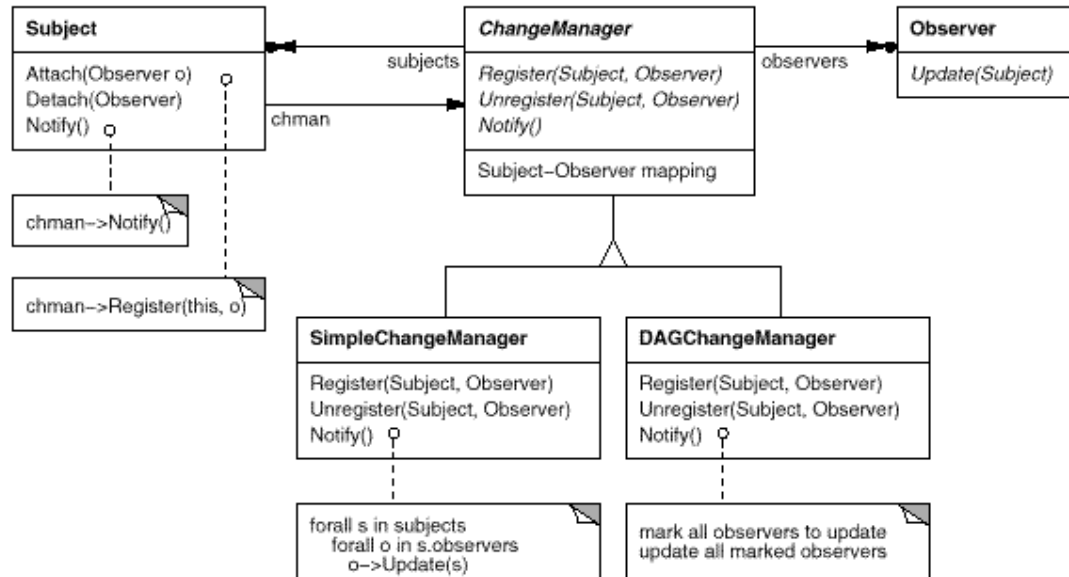 Subject
Attach(Observer o)
Detach(Observer)
Notify()
chman->Notify()
chman->Register(this, o)
subjects
chman
ChangeManager
Register(Subject, Observer)
Unregister(Subject, Observer)
Notify()
Subject-Observer mapping
observers
Observer
Update(Subject)
SimpleChangeManager
Register(Subject, Observer)
Unregister(Subject, Observer)
Notify()
forall s in subjects
forall o in s.observers
o->Update(s)
DAGChangeManager
Register(Subject, Observer)
Unregister(Subject, Observer)
Notify()
mark all observers to update
update all marked observers